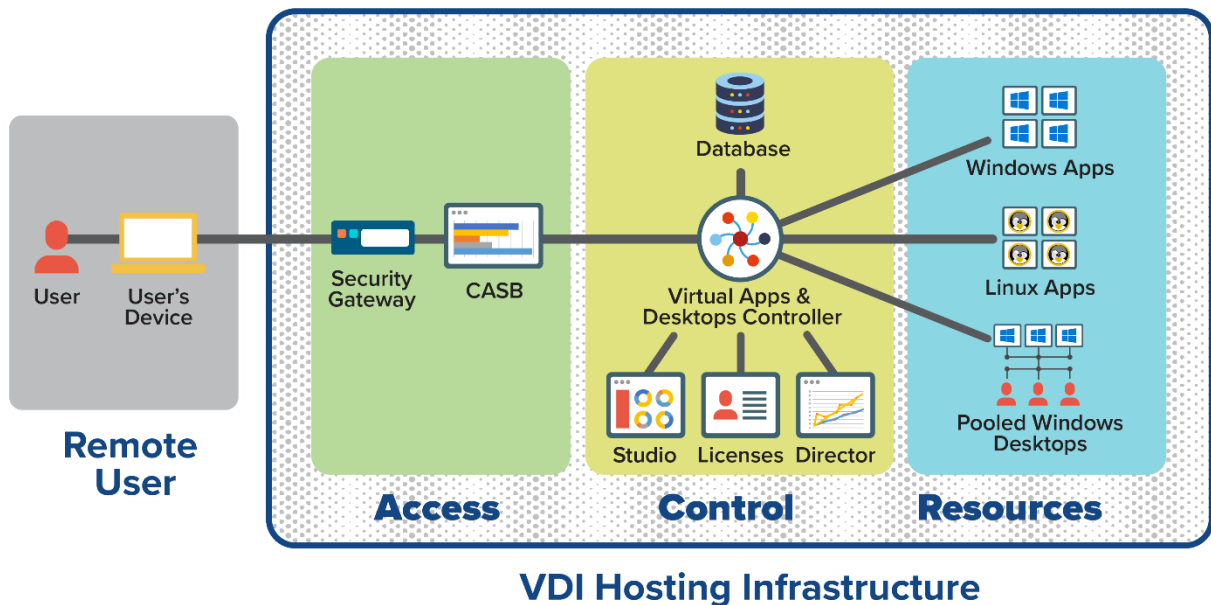 User
User's
Device
Remote
User
Security
Gateway
CASB
Access
Database
Virtual Apps &
Desktops Controller
Studio
Licenses
Director
Control
Windows Apps
Linux Apps
Pooled Windows
Desktops
Resources
VDI Hosting Infrastructure